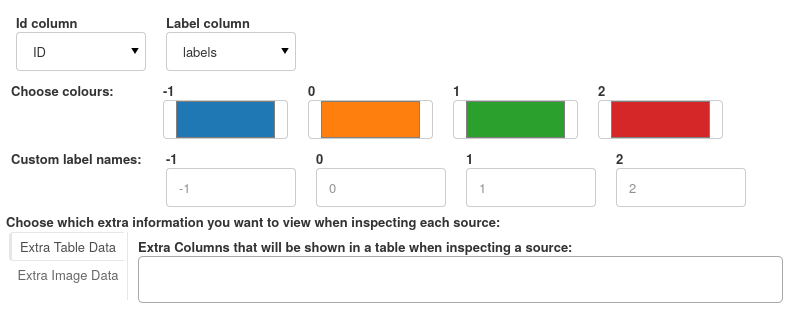 Id column Label column
ID labels
Choose colours: -1 0 1 2
Custom label names: -1 0 1 2
-1 0 1 2
Choose which extra information you want to view when inspecting each source:
Extra Table Data Extra Columns that will be shown in a table when inspecting a source:
Extra Image Data